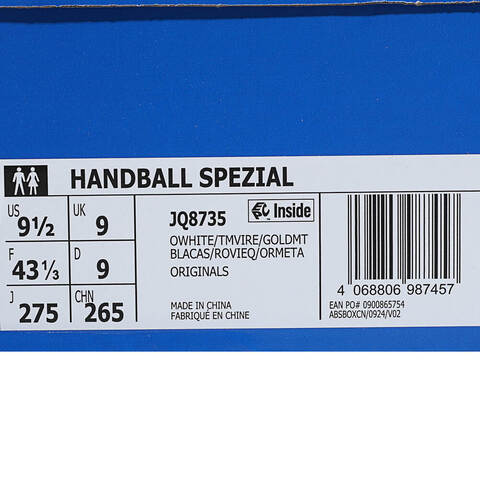 HANDBALL SPEZIAL
US 9½ UK 9
F 43⅓ D 9
J 275 CHN 265
JQ8735 Inside
OWHITE/TMVIRE/GOLDMT
BLACAS/ROVIEQ/ORMETA
ORIGINALS
MADE IN CHINA
FABRIQUÉ EN CHINE
4 068806 987457
EAN PO# 0900865754
ABSBOXCN/0924/V02